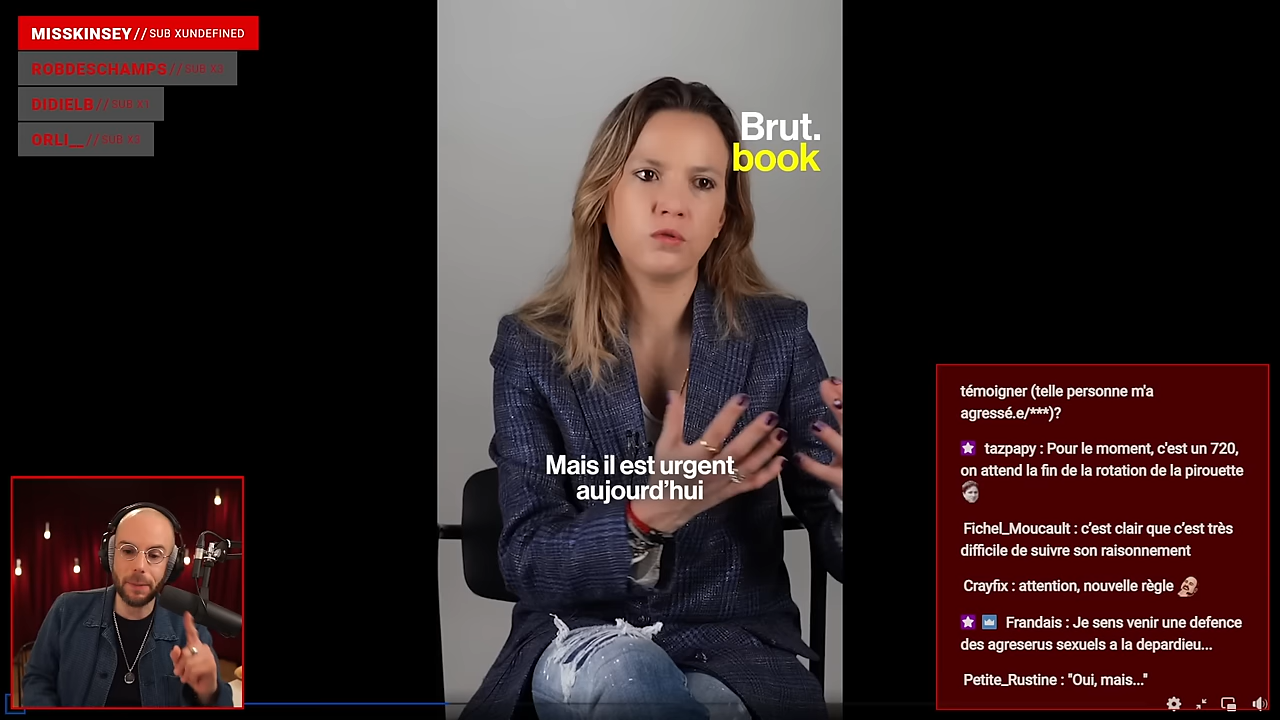 MISSKINSEY//SUB XUNDEFINED
ROBDESCHAMPS//SUB X3
DIDIELB//SUB X1
ORLI__//SUB X3
Brut.
book
Mais il est urgent
aujourd'hui
témoigner (telle personne m'a
agressé.e/***)?
tazpapy : Pour le moment, c'est un 720,
on attend la fin de la rotation de la pirouette
Fichel_Moucault : c'est clair que c'est très
difficile de suivre son raisonnement
Crayfix : attention, nouvelle règle
Frandais : Je sens venir une defence
des agreserus sexuels a la depardieu...
Petite_Rustine : "Oui, mais..."